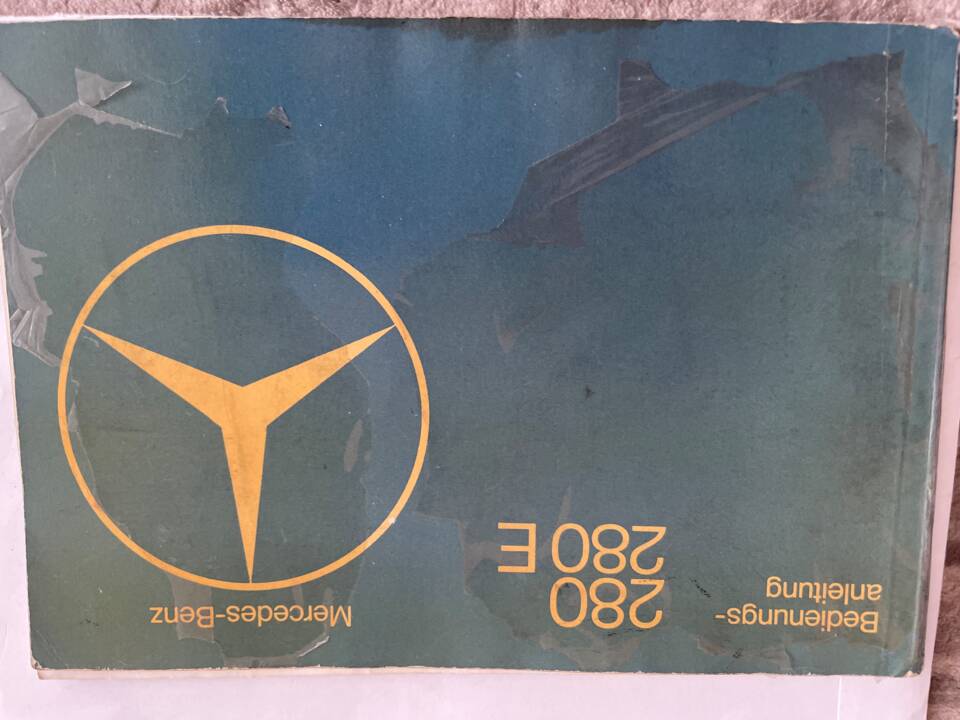 Bedienungs-
anleitung
280
280 E
Mercedes-Benz